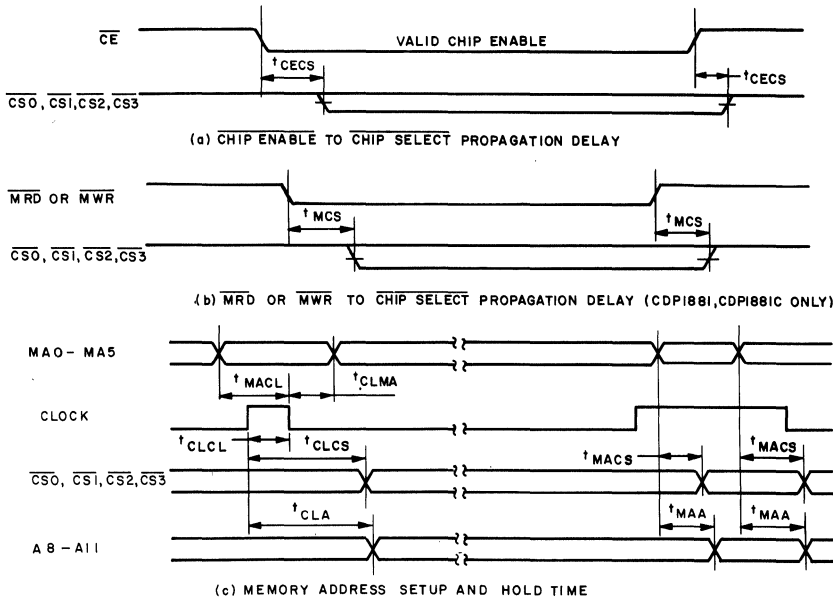 CE VALID CHIP ENABLE
tCECS tCECS
CS0, CS1, CS2, CS3
(a) CHIP ENABLE TO CHIP SELECT PROPAGATION DELAY
MRD OR MWR
tMCS tMCS
CS0, CS1, CS2, CS3
(b) MRD OR MWR TO CHIP SELECT PROPAGATION DELAY (CDP1881, CDP1881C ONLY)
MA0 - MA5
tMACL tCLMA
CLOCK
tCLCL tCLCS tMACS tMACS
CS0, CS1, CS2, CS3
tCLA tMAA tMAA
A8 - A11
(c) MEMORY ADDRESS SETUP AND HOLD TIME